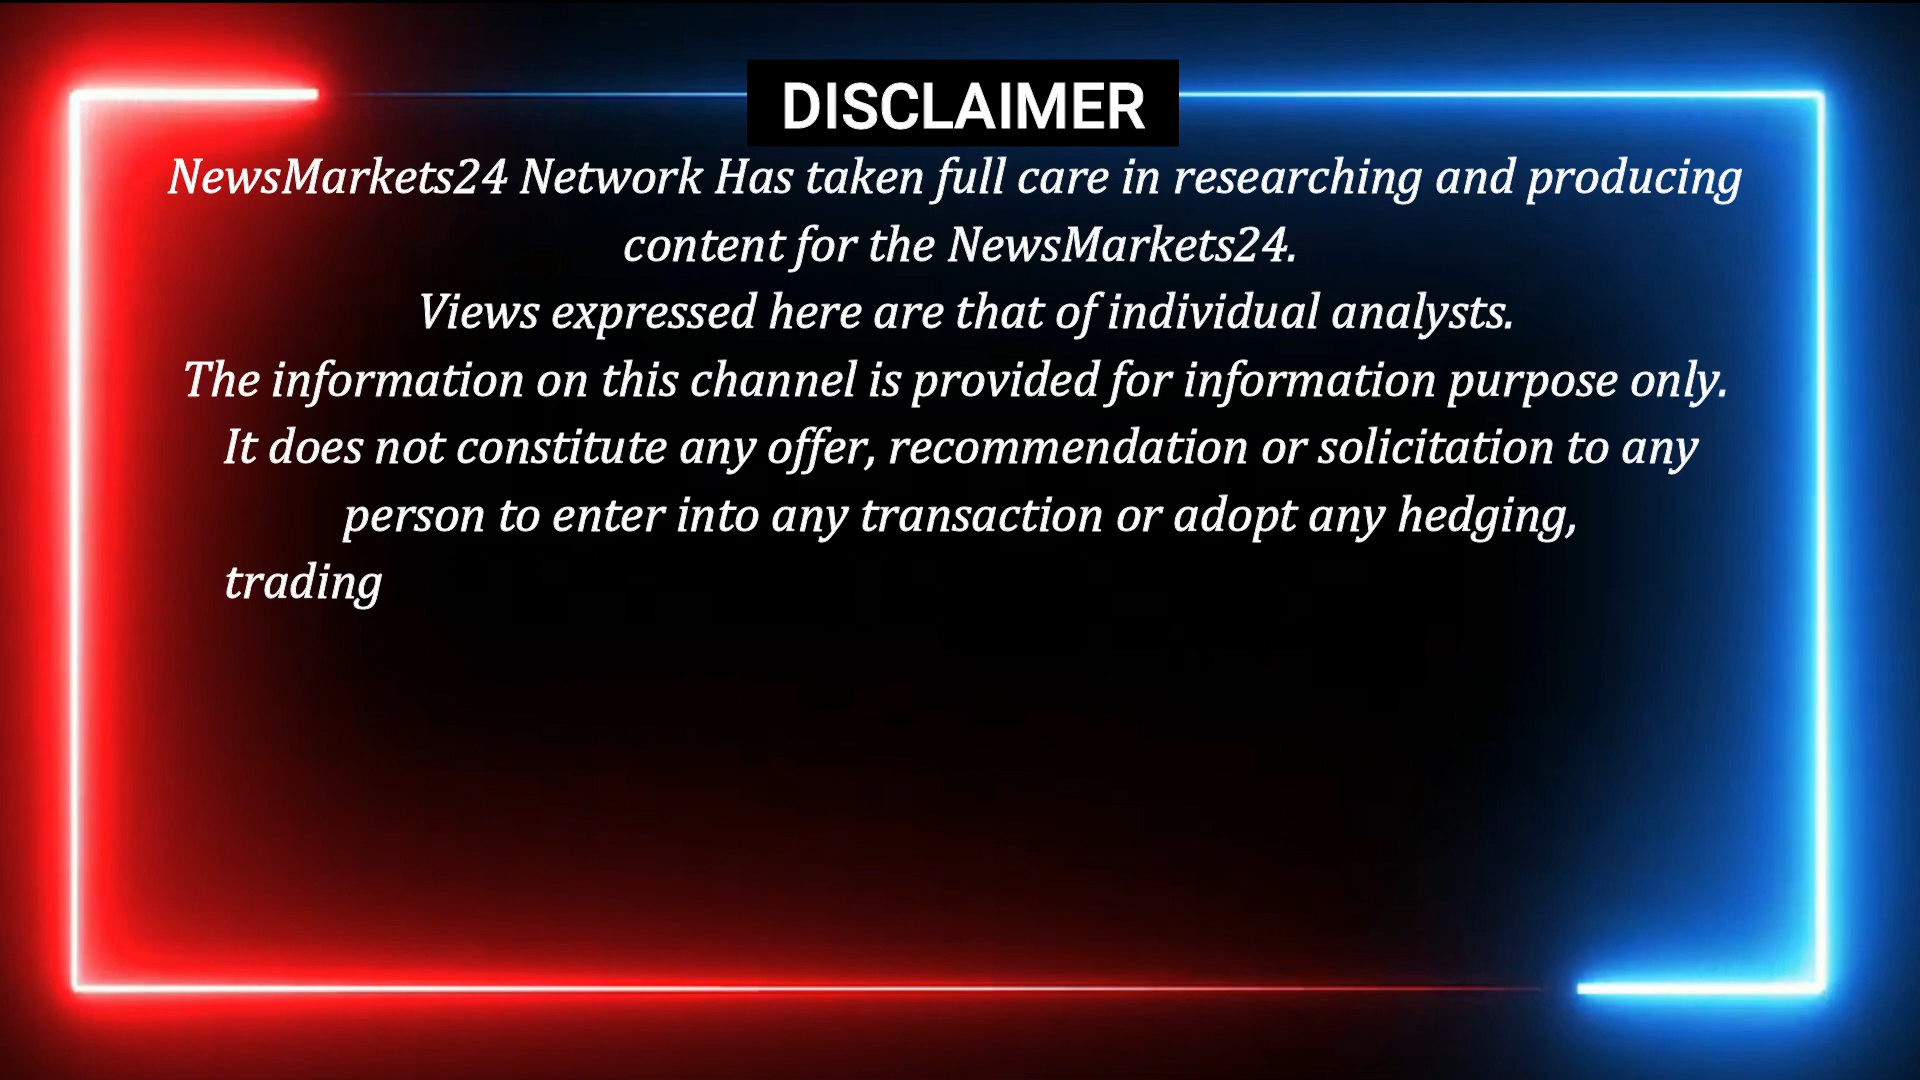 DISCLAIMER
NewsMarkets24 Network Has taken full care in researching and producing
content for the NewsMarkets24.
Views expressed here are that of individual analysts.
The information on this channel is provided for information purpose only.
It does not constitute any offer, recommendation or solicitation to any
person to enter into any transaction or adopt any hedging,
trading